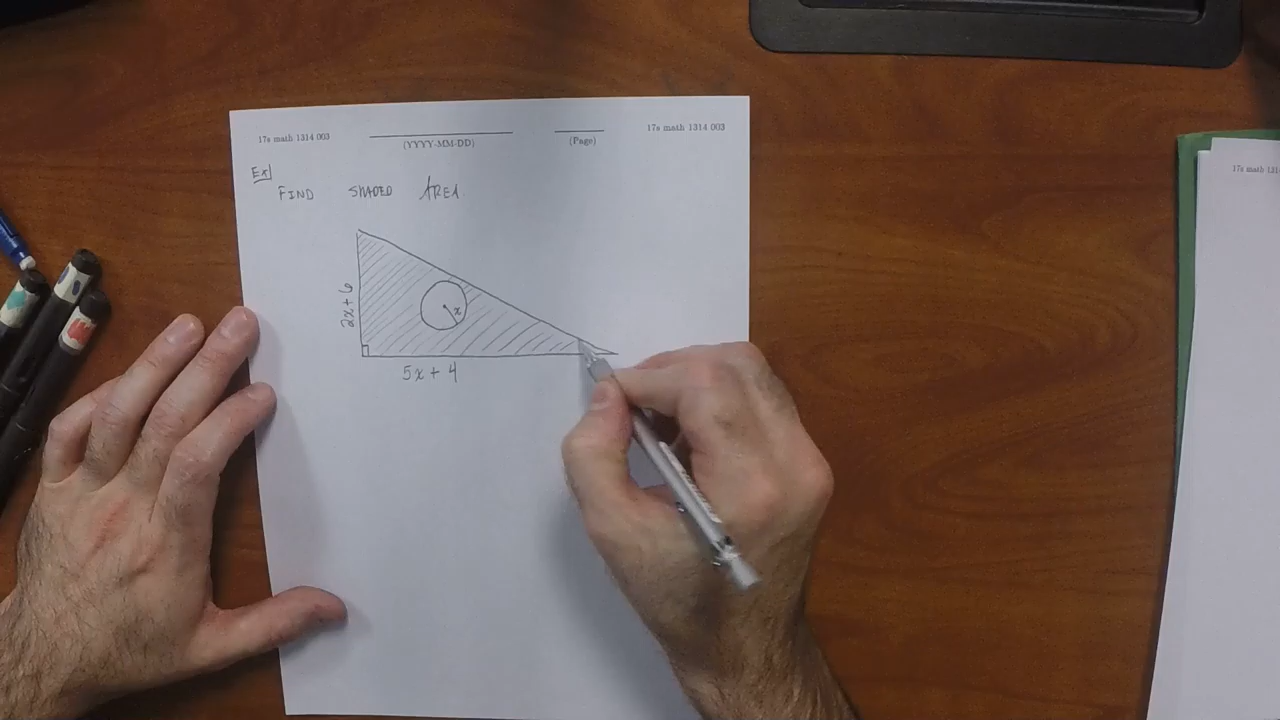 17s math 1314 003
(YYYY-MM-DD)
(Page)
17s math 1314 003
Ex|
FIND SHADED AREA
2x+6
x
5x + 4
17s math 131